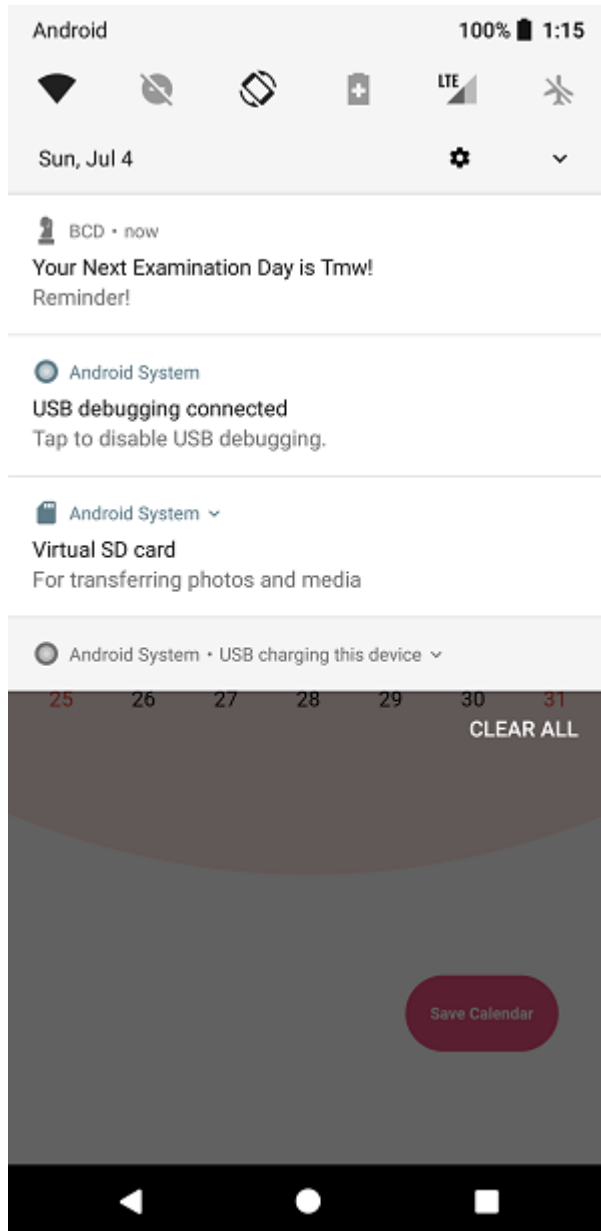 Android 100% 1:15
LTE
Sun, Jul 4
BCD • now
Your Next Examination Day is Tmw!
Reminder!
Android System
USB debugging connected
Tap to disable USB debugging.
Android System
Virtual SD card
For transferring photos and media
Android System • USB charging this device
25 26 27 28 29 30 31
CLEAR ALL
Save Calendar